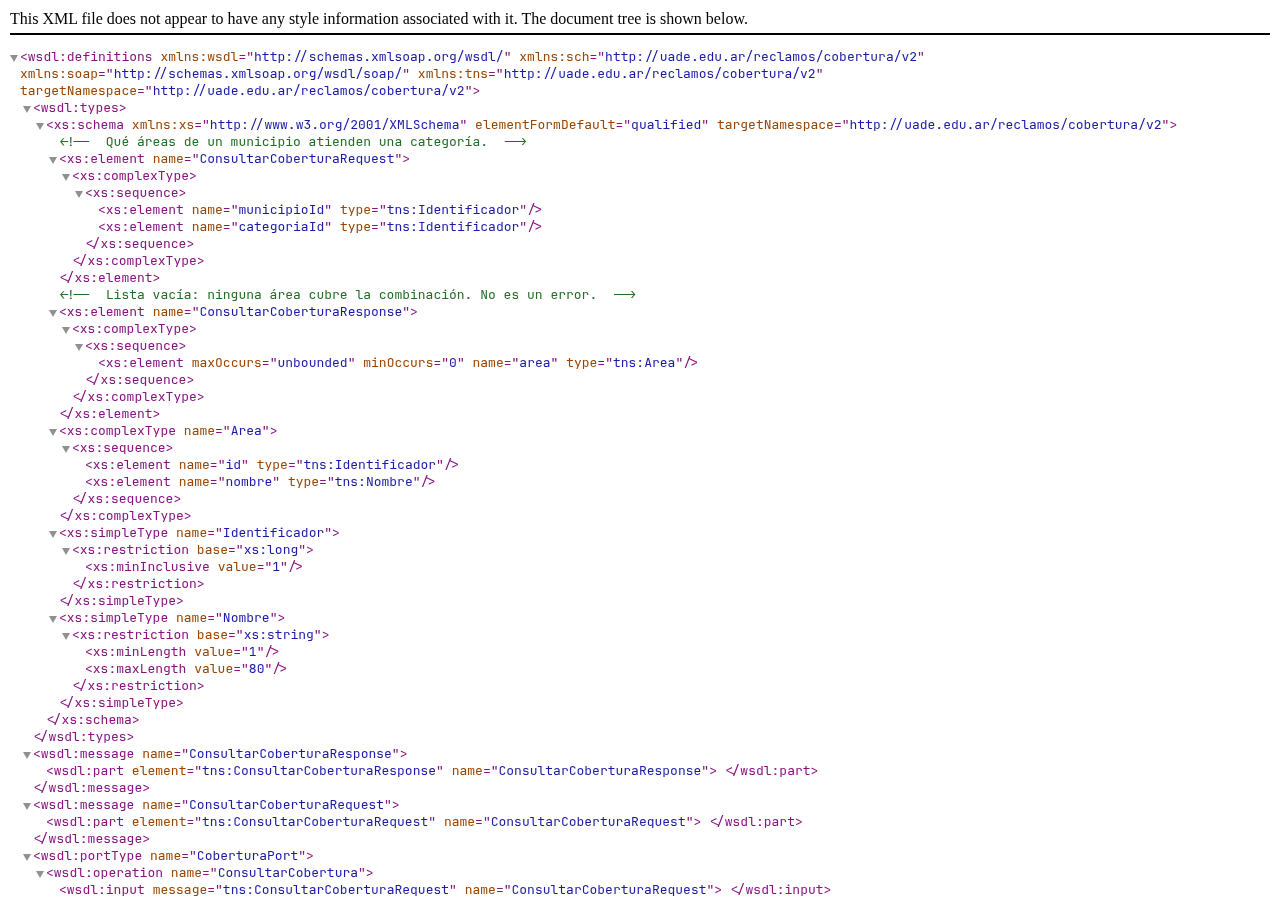 This XML file does not appear to have any style information associated with it. The document tree is shown below.
<wsdl:definitions xmlns:wsdl="http://schemas.xmlsoap.org/wsdl/" xmlns:sch="http://uade.edu.ar/reclamos/cobertura/v2"
xmlns:soap="http://schemas.xmlsoap.org/wsdl/soap/" xmlns:tns="http://uade.edu.ar/reclamos/cobertura/v2"
targetNamespace="http://uade.edu.ar/reclamos/cobertura/v2">
<wsdl:types>
<xs:schema xmlns:xs="http://www.w3.org/2001/XMLSchema" elementFormDefault="qualified" targetNamespace="http://uade.edu.ar/reclamos/cobertura/v2">
<!-- Qué áreas de un municipio atienden una categoría. -->
<xs:element name="ConsultarCoberturaRequest">
<xs:complexType>
<xs:sequence>
<xs:element name="municipioId" type="tns:Identificador"/>
<xs:element name="categoriaId" type="tns:Identificador"/>
</xs:sequence>
</xs:complexType>
</xs:element>
<!-- Lista vacía: ninguna área cubre la combinación. No es un error. -->
<xs:element name="ConsultarCoberturaResponse">
<xs:complexType>
<xs:sequence>
<xs:element maxOccurs="unbounded" minOccurs="0" name="area" type="tns:Area"/>
</xs:sequence>
</xs:complexType>
</xs:element>
<xs:complexType name="Area">
<xs:sequence>
<xs:element name="id" type="tns:Identificador"/>
<xs:element name="nombre" type="tns:Nombre"/>
</xs:sequence>
</xs:complexType>
<xs:simpleType name="Identificador">
<xs:restriction base="xs:long">
<xs:minInclusive value="1"/>
</xs:restriction>
</xs:simpleType>
<xs:simpleType name="Nombre">
<xs:restriction base="xs:string">
<xs:minLength value="1"/>
<xs:maxLength value="80"/>
</xs:restriction>
</xs:simpleType>
</xs:schema>
</wsdl:types>
<wsdl:message name="ConsultarCoberturaResponse">
<wsdl:part element="tns:ConsultarCoberturaResponse" name="ConsultarCoberturaResponse"> </wsdl:part>
</wsdl:message>
<wsdl:message name="ConsultarCoberturaRequest">
<wsdl:part element="tns:ConsultarCoberturaRequest" name="ConsultarCoberturaRequest"> </wsdl:part>
</wsdl:message>
<wsdl:portType name="CoberturaPort">
<wsdl:operation name="ConsultarCobertura">
<wsdl:input message="tns:ConsultarCoberturaRequest" name="ConsultarCoberturaRequest"> </wsdl:input>